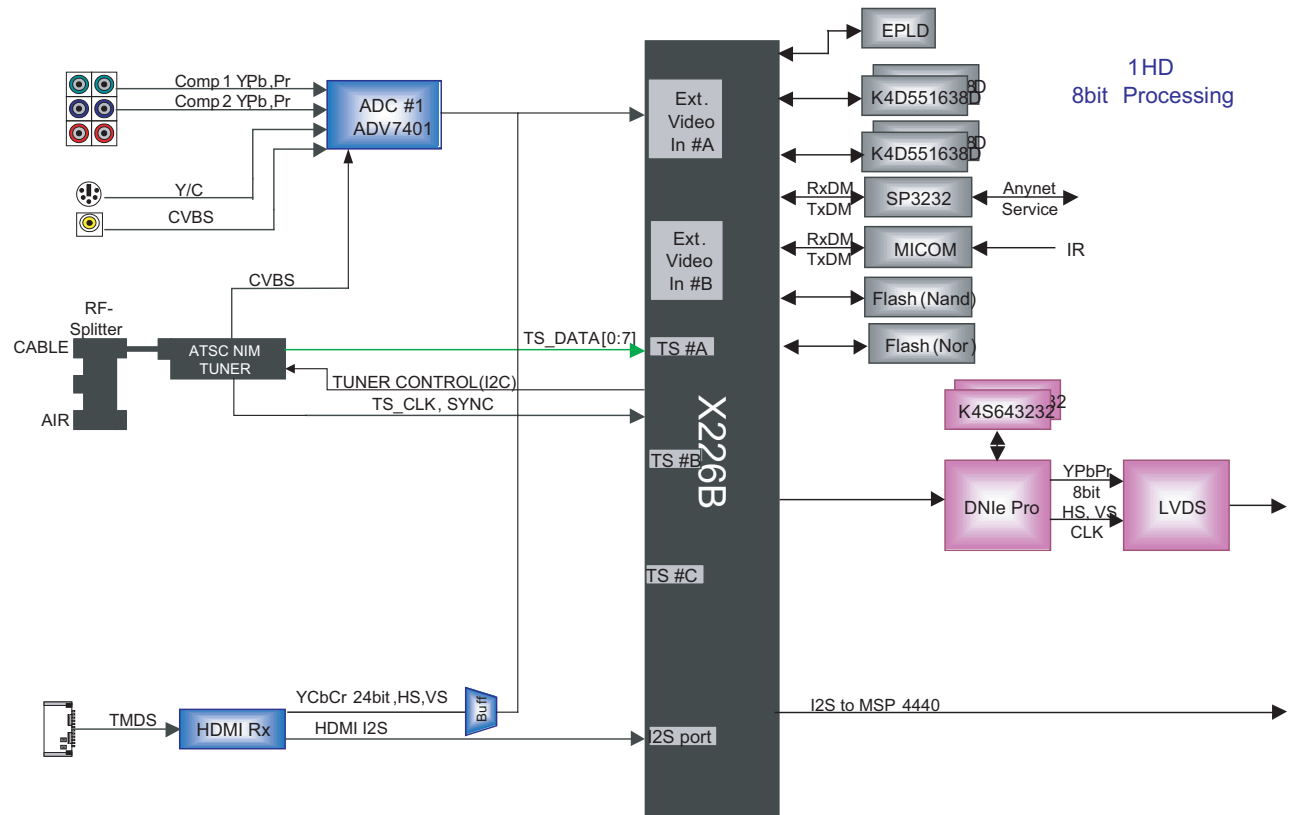 EPLD
1HD
8bit Processing
Comp 1 YPb ,Pr
Comp 2 YPb ,Pr
ADC #1
ADV7401
Ext.
Video
In #A
K4D551638D
K4D551638D
Y/C
CVBS
RxDM
TxDM
SP3232
Anynet
Service
Ext.
Video
In #B
RxDM
TxDM
MICOM
IR
CVBS
Flash (Nand)
RF-
Splitter
CABLE
AIR
ATSC NIM
TUNER
TS_DATA[0:7]
TS #A
Flash (Nor)
TUNER CONTROL(I2C)
TS_CLK, SYNC
X226B
TS #B
K4S643232
DNIe Pro
YPbPr
8bit
HS, VS
CLK
LVDS
TS #C
YCbCr 24bit ,HS,VS
Buff
TMDS
HDMI Rx
HDMI I2S
I2S port
I2S to MSP 4440